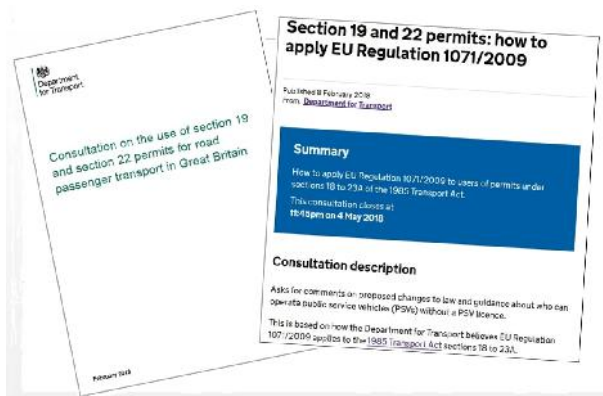 Department
for Transport
Consultation on the use of section 19
and section 22 permits for road
passenger transport in Great Britain
February 2018
Section 19 and 22 permits: how to
apply EU Regulation 1071/2009
Published 8 February 2018
From: Department for Transport
Summary
How to apply EU Regulation 1071/2009 to users of permits under
sections 18 to 23A of the 1985 Transport Act.
This consultation closes at
11:45pm on 4 May 2018
Consultation description
Asks for comments on proposed changes to law and guidance about who can
operate public service vehicles (PSVs) without a PSV licence.
This is based on how the Department for Transport believes EU Regulation
1071/2009 applies to the 1985 Transport Act sections 18 to 23A.